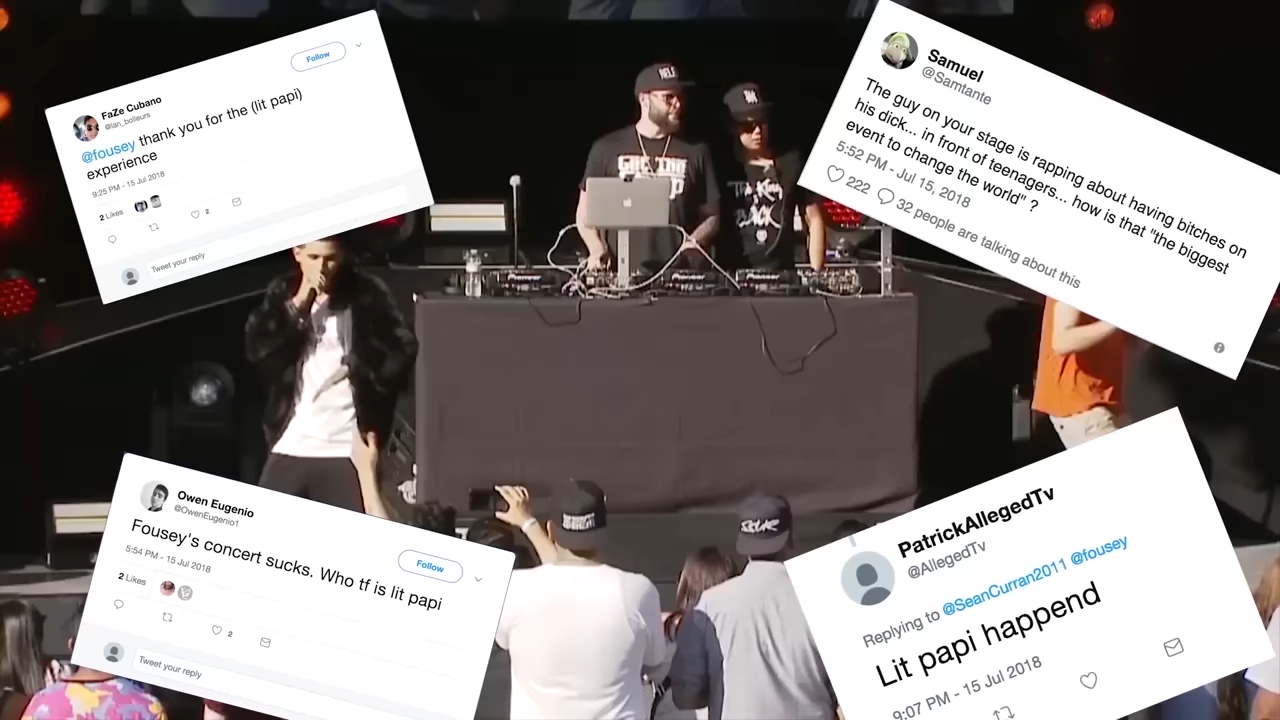 Follow
FaZe Cubano
@Ian_bolleurs
@fousey thank you for the (lit papi)
experience
9:25 PM - 15 Jul 2018
2 Likes
2
Tweet your reply
Samuel
@Samtante
The guy on your stage is rapping about having bitches on
his dick... in front of teenagers... how is that "the biggest
event to change the world" ?
5:52 PM - Jul 15, 2018
222
32 people are talking about this
Pioneer
Pioneer
Pioneer
Owen Eugenio
@OwenEugenio1
Follow
Fousey's concert sucks. Who tf is lit papi
5:54 PM - 15 Jul 2018
2 Likes
2
Tweet your reply
PatrickAllegedTv
@AllegedTv
Replying to @SeanCurran2011 @fousey
Lit papi happend
9:07 PM - 15 Jul 2018